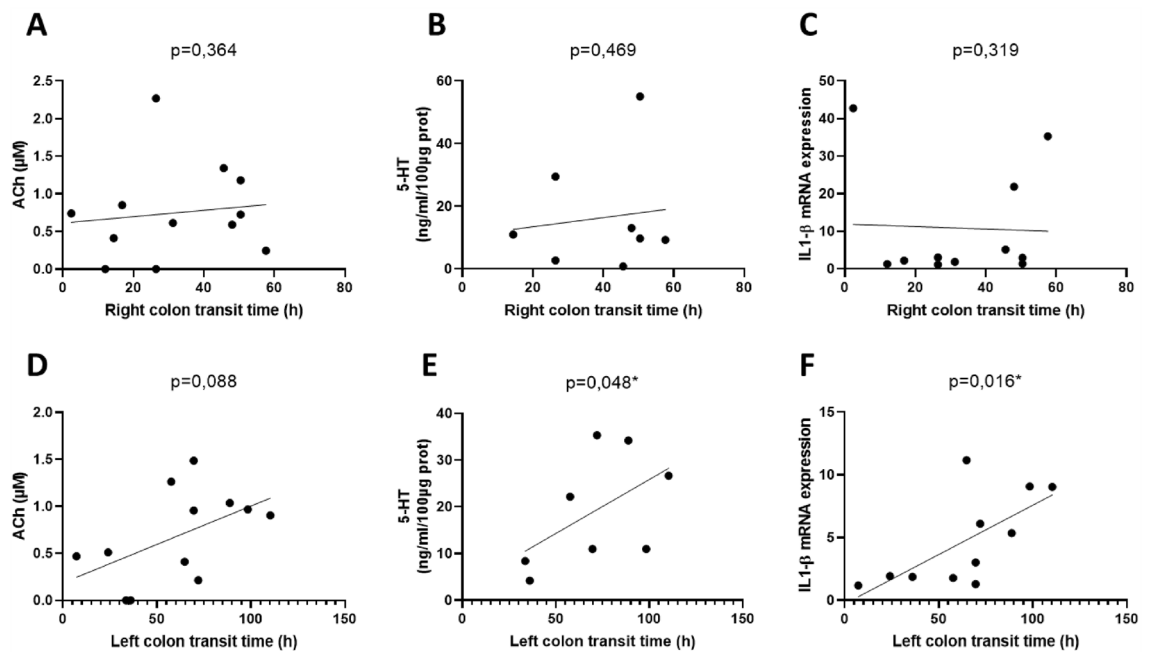 A
p=0,364
2.5
2.0
1.5
1.0
0.5
0.0
ACh (µM)
0 20 40 60 80
Right colon transit time (h)
B
p=0,469
60
40
20
0
5-HT
(ng/ml/100µg prot)
0 20 40 60 80
Right colon transit time (h)
C
p=0,319
50
40
30
20
10
0
IL1-β mRNA expression
0 20 40 60 80
Right colon transit time (h)
D
p=0,088
2.0
1.5
1.0
0.5
0.0
ACh (µM)
0 50 100 150
Left colon transit time (h)
E
p=0,048*
40
30
20
10
0
5-HT
(ng/ml/100µg prot)
0 50 100 150
Left colon transit time (h)
F
p=0,016*
15
10
5
0
IL1-β mRNA expression
0 50 100 150
Left colon transit time (h)